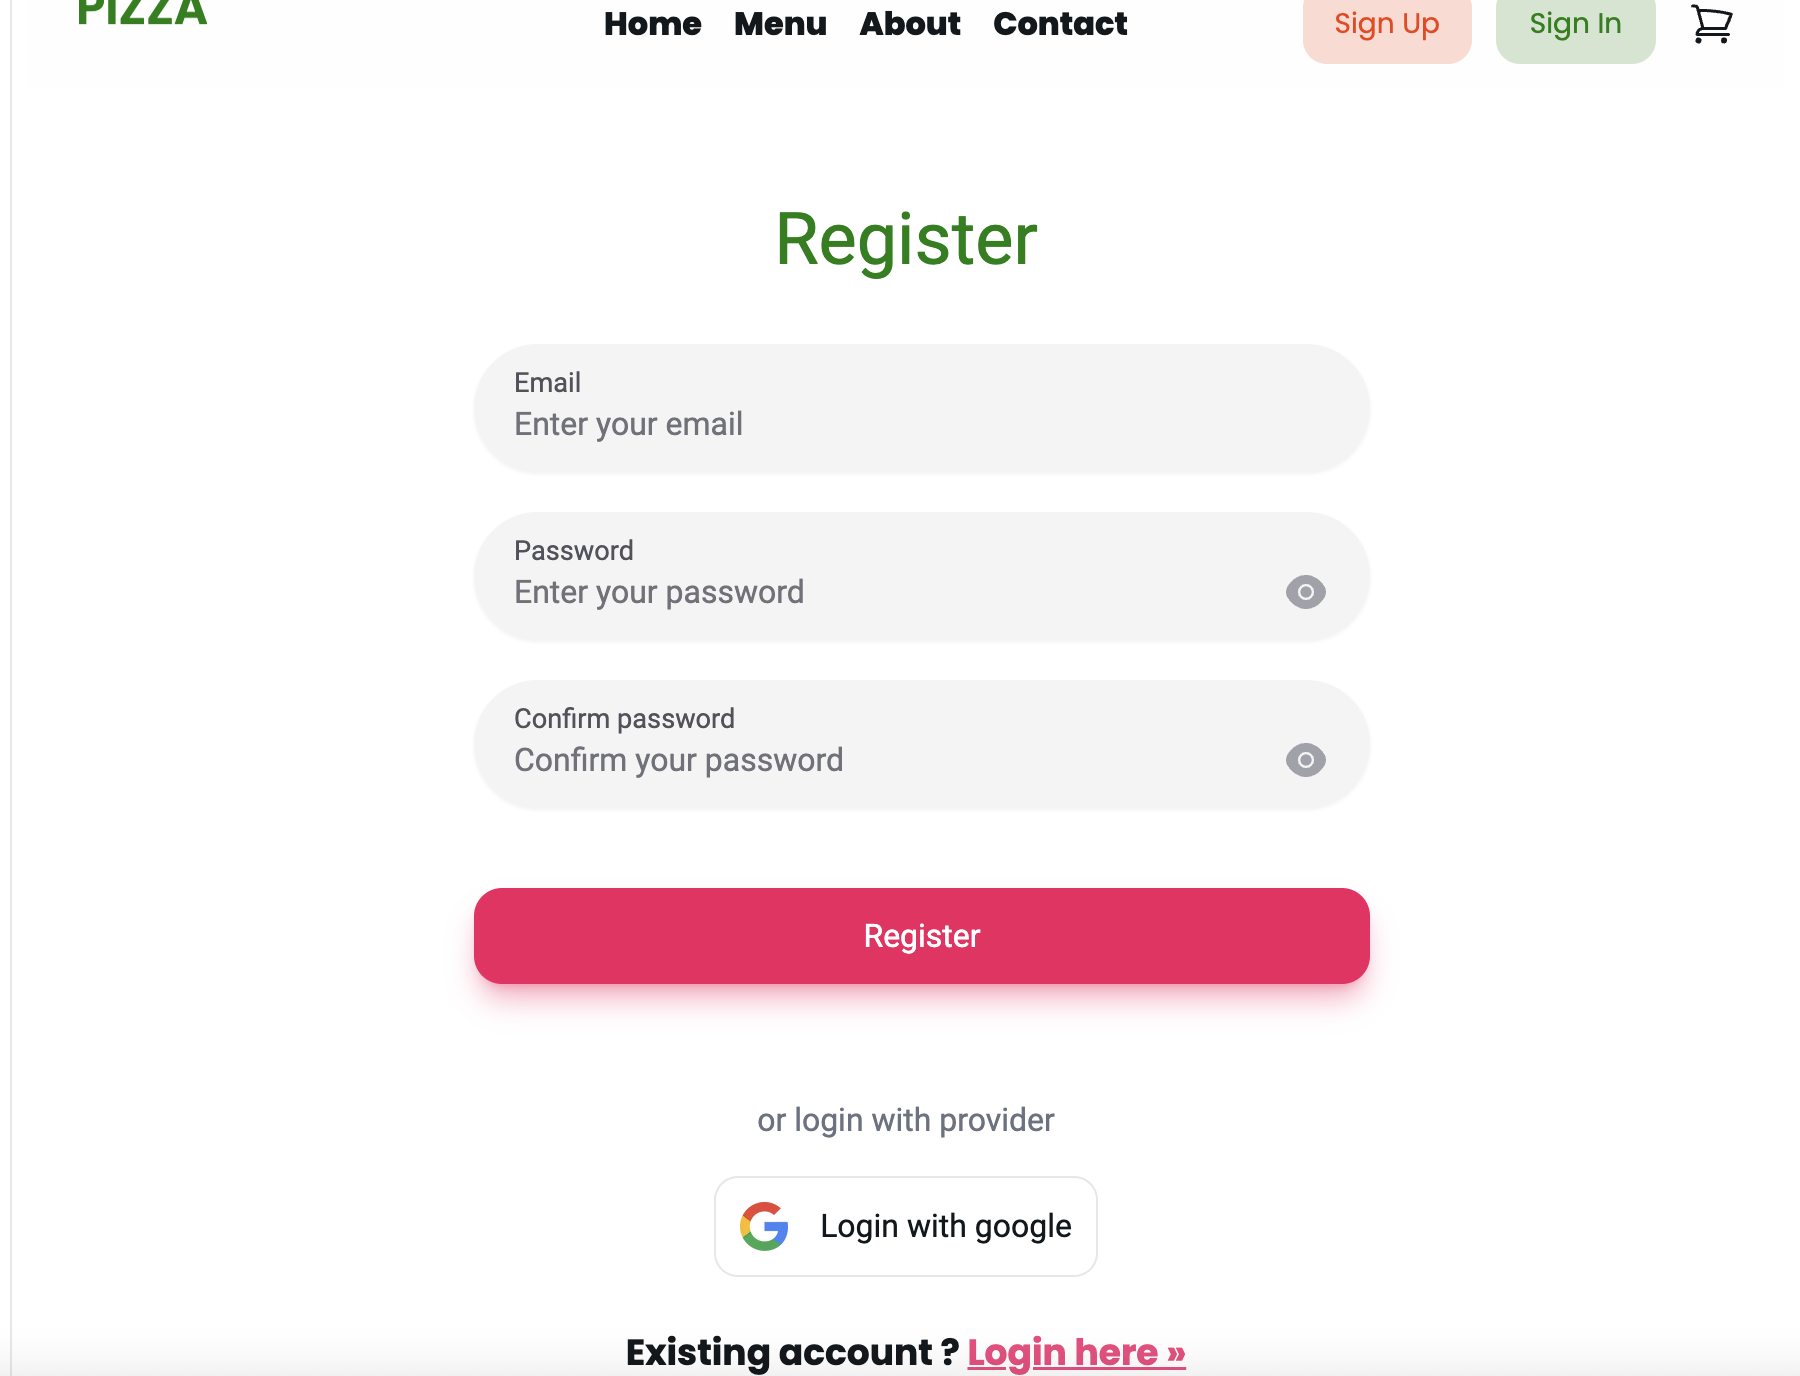 PIZZA
Home Menu About Contact Sign Up Sign In
Register
Email
Enter your email
Password
Enter your password
Confirm password
Confirm your password
Register
or login with provider
Login with google
Existing account ? Login here »